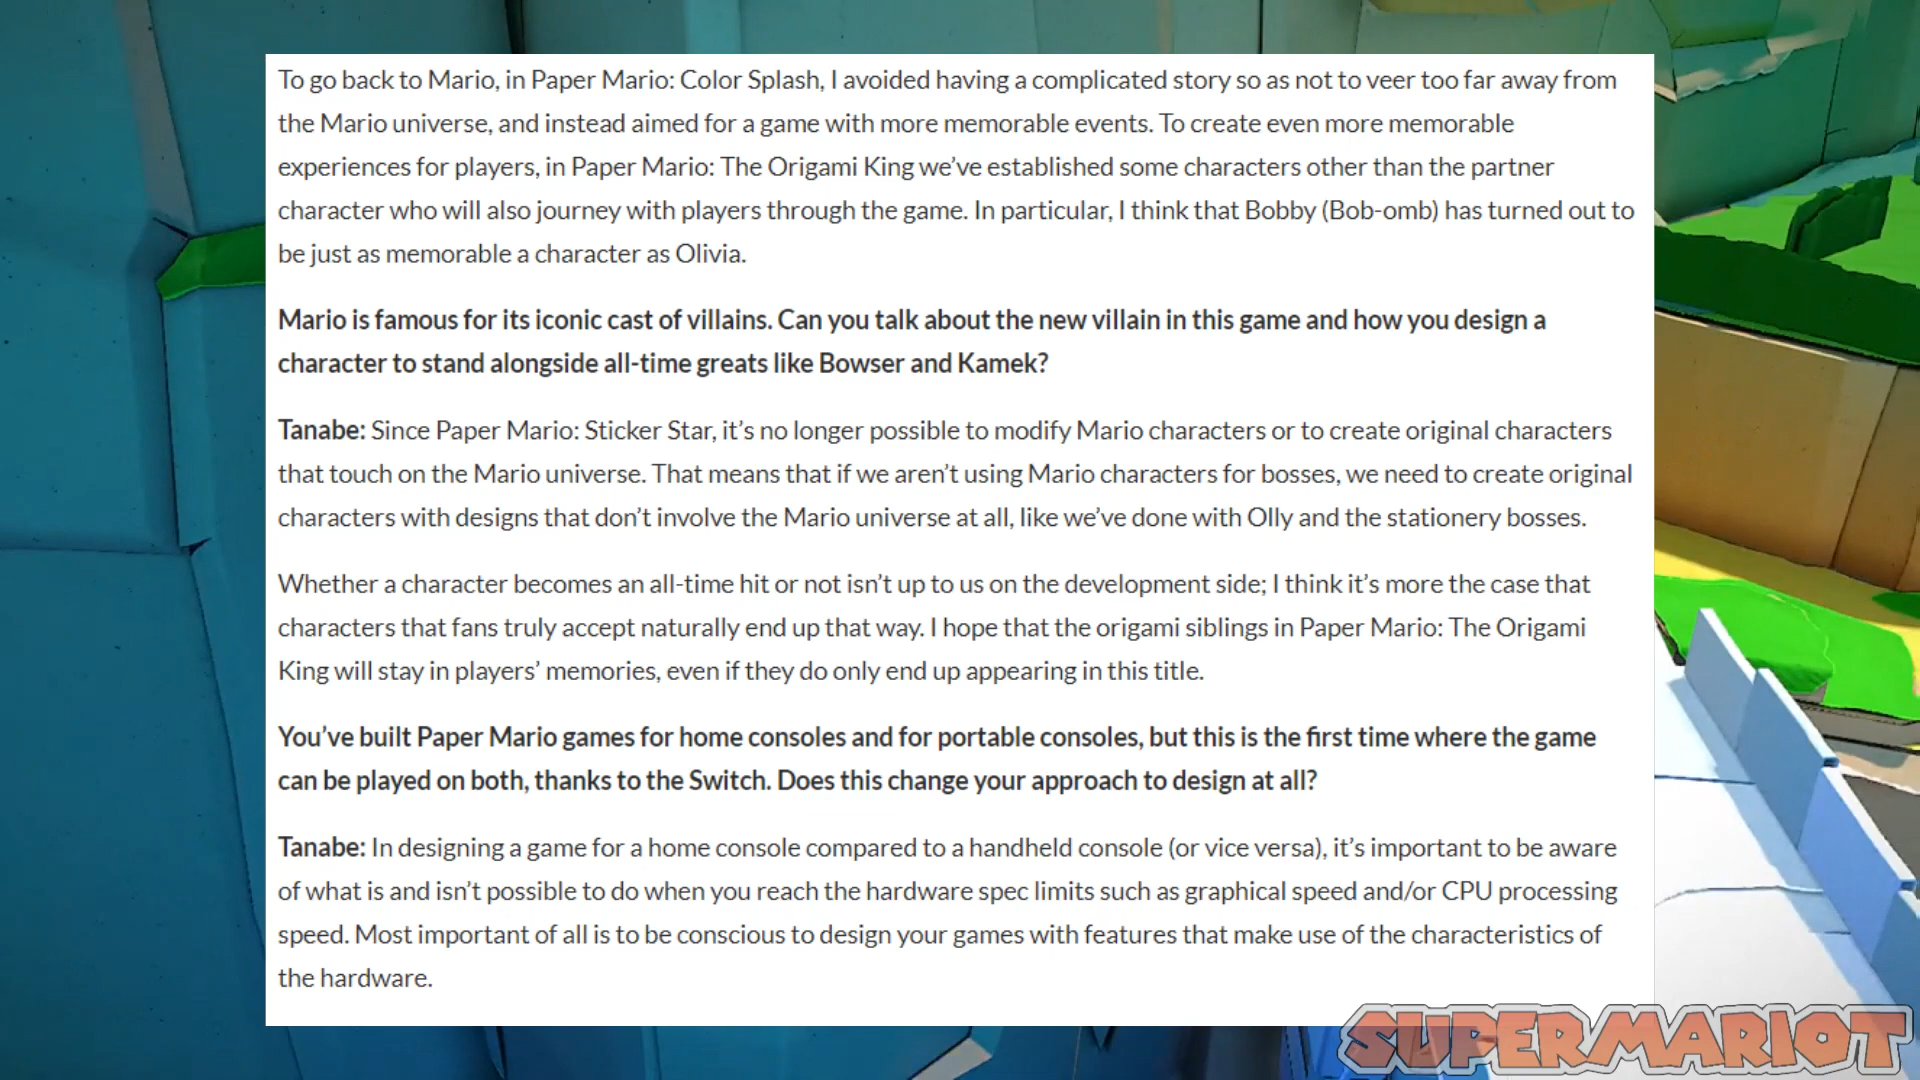 To go back to Mario, in Paper Mario: Color Splash, I avoided having a complicated story so as not to veer too far away from
the Mario universe, and instead aimed for a game with more memorable events. To create even more memorable
experiences for players, in Paper Mario: The Origami King we’ve established some characters other than the partner
character who will also journey with players through the game. In particular, I think that Bobby (Bob-omb) has turned out to
be just as memorable a character as Olivia.
Mario is famous for its iconic cast of villains. Can you talk about the new villain in this game and how you design a
character to stand alongside all-time greats like Bowser and Kamek?
Tanabe: Since Paper Mario: Sticker Star, it’s no longer possible to modify Mario characters or to create original characters
that touch on the Mario universe. That means that if we aren’t using Mario characters for bosses, we need to create original
characters with designs that don’t involve the Mario universe at all, like we’ve done with Olly and the stationery bosses.
Whether a character becomes an all-time hit or not isn’t up to us on the development side; I think it’s more the case that
characters that fans truly accept naturally end up that way. I hope that the origami siblings in Paper Mario: The Origami
King will stay in players’ memories, even if they do only end up appearing in this title.
You’ve built Paper Mario games for home consoles and for portable consoles, but this is the first time where the game
can be played on both, thanks to the Switch. Does this change your approach to design at all?
Tanabe: In designing a game for a home console compared to a handheld console (or vice versa), it’s important to be aware
of what is and isn’t possible to do when you reach the hardware spec limits such as graphical speed and/or CPU processing
speed. Most important of all is to be conscious to design your games with features that make use of the characteristics of
the hardware.
SUPERMARIOT